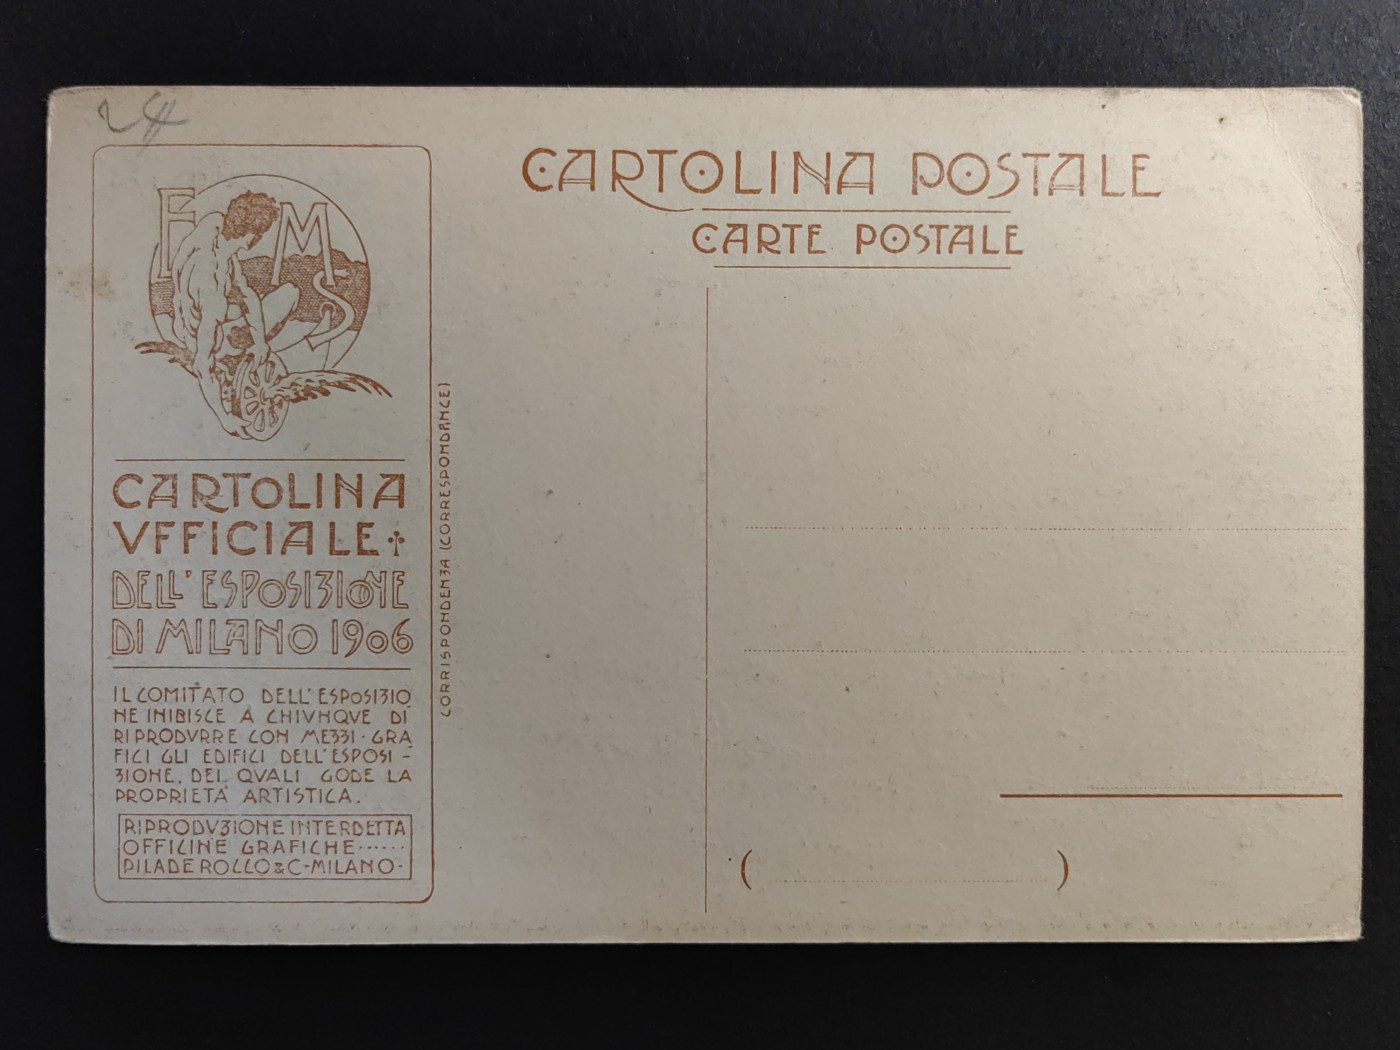 24
CARTOLINA POSTALE
CARTE POSTALE
E M
S
CARTOLINA
VFFICIALE
DELL' ESPOSIZIONE
DI MILANO 1906
IL COMITATO DELL' ESPOSIZIO
NE INIBISCE A CHIVNQVE DI
RIPRODVRRE CON MEZZI-GRA
FICI GLI EDIFICI DELL' ESPOSI-
ZIONE, DEI QVALI GODE LA
PROPRIETÀ ARTISTICA.
RIPRODVZIONE INTERDETTA
OFFICINE GRAFICHE......
PILADE ROCCO & C-MILANO-
CORRISPONDENZA (CORRESPONDANCE)
( )